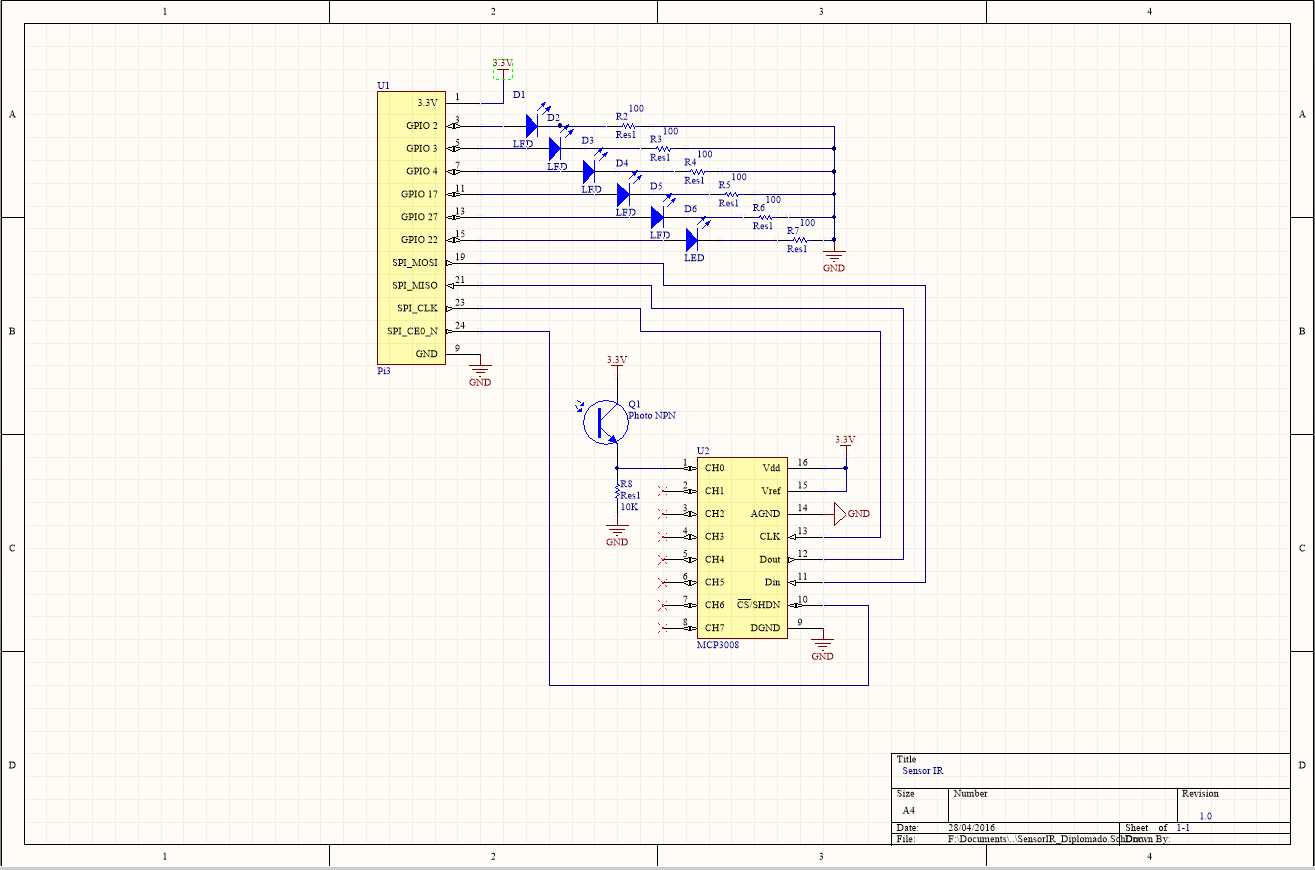 1 2 3 4
A A
B B
C C
D D
1 2 3 4
3.3V
U1
3.3V 1
GPIO 2 3
GPIO 3 5
GPIO 4 7
GPIO 17 11
GPIO 27 13
GPIO 22 15
SPI_MOSI 19
SPI_MISO 21
SPI_CLK 23
SPI_CE0_N 24
GND 9
Pi3
GND
D1
LED
D2
LED
D3
LED
D4
LED
D5
LED
D6
LED
R2 100
Res1
R3 100
Res1
R4 100
Res1
R5 100
Res1
R6 100
Res1
R7 100
Res1
GND
3.3V
Q1
Photo NPN
R8
Res1
10K
GND
U2
1 CH0 Vdd 16
2 CH1 Vref 15
3 CH2 AGND 14
4 CH3 CLK 13
5 CH4 Dout 12
6 CH5 Din 11
7 CH6 CS/SHDN 10
8 CH7 DGND 9
MCP3008
3.3V
GND
GND
Title
Sensor IR
Size Number Revision
A4
1.0
Date: 28/04/2016 Sheet of 1-1
File: F:\Documents\..\SensorIR_Diplomado.SchDoc Drawn By: